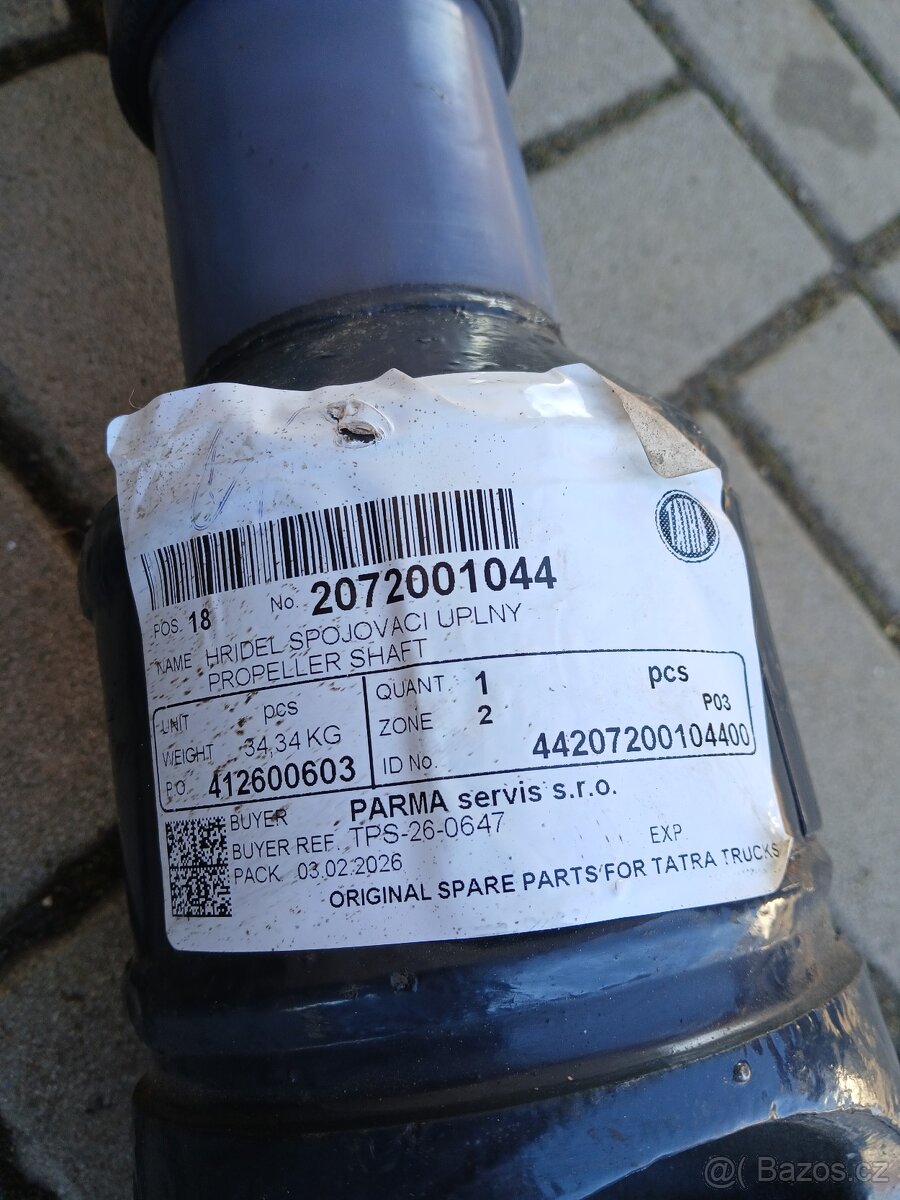 POS. 18 No. 2072001044
NAME HRIDEL SPOJOVACI UPLNY
PROPELLER SHAFT
UNIT pcs
WEIGHT 34,34 KG
P.O. 412600603
QUANT. 1 pcs
ZONE 2 P03
ID No. 44207200104400
BUYER PARMA servis s.r.o.
BUYER REF. TPS-26-0647
PACK. 03.02.2026 EXP.
ORIGINAL SPARE PARTS FOR TATRA TRUCKS
@( Bazos.cz